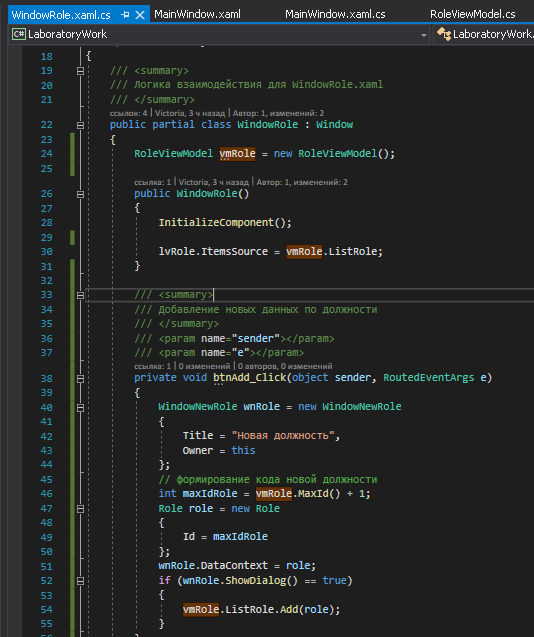 WindowRole.xaml.cs MainWindow.xaml MainWindow.xaml.cs RoleViewModel.cs
C# LaboratoryWork LaboratoryWork.
18 {
19 /// <summary>
20 /// Логика взаимодействия для WindowRole.xaml
21 /// </summary>
ссылок: 4 | Victoria, 3 ч назад | Автор: 1, изменений: 2
22 public partial class WindowRole : Window
23 {
24 RoleViewModel vmRole = new RoleViewModel();
25
ссылка: 1 | Victoria, 3 ч назад | Автор: 1, изменений: 2
26 public WindowRole()
27 {
28 InitializeComponent();
29
30 lvRole.ItemsSource = vmRole.ListRole;
31 }
32
33 /// <summary>
34 /// Добавление новых данных по должности
35 /// </summary>
36 /// <param name="sender"></param>
37 /// <param name="e"></param>
ссылка: 1 | 0 изменений | 0 авторов, 0 изменений
38 private void btnAdd_Click(object sender, RoutedEventArgs e)
39 {
40 WindowNewRole wnRole = new WindowNewRole
41 {
42 Title = "Новая должность",
43 Owner = this
44 };
45 // формирование кода новой должности
46 int maxIdRole = vmRole.MaxId() + 1;
47 Role role = new Role
48 {
49 Id = maxIdRole
50 };
51 wnRole.DataContext = role;
52 if (wnRole.ShowDialog() == true)
53 {
54 vmRole.ListRole.Add(role);
55 }